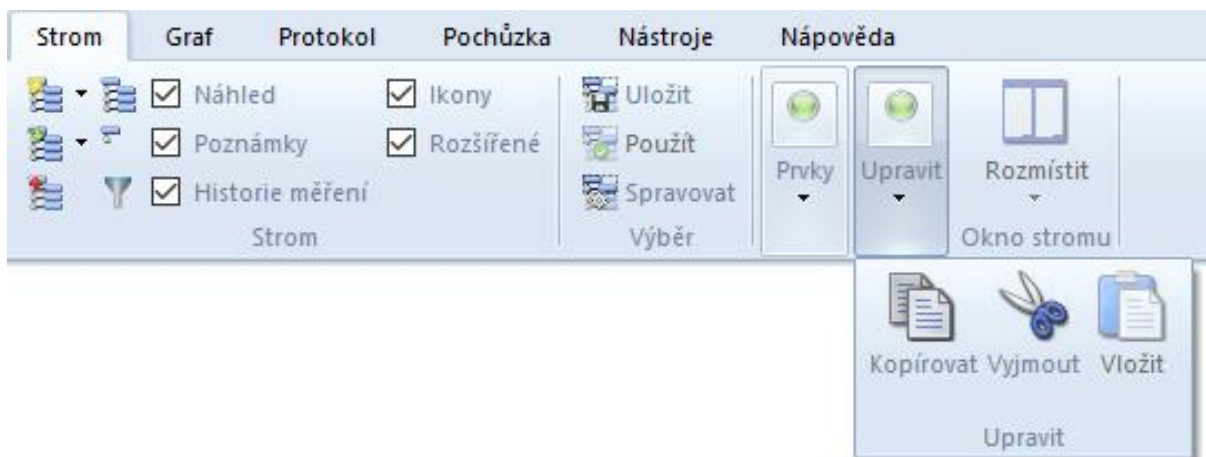 Strom Graf Protokol Pochůzka Nástroje Nápověda
Náhled Ikony Uložit
Poznámky Rozšířené Použít
Historie měření Spravovat
Prvky Upravit Rozmístit
Strom Výběr Okno stromu
Kopírovat Vyjmout Vložit
Upravit